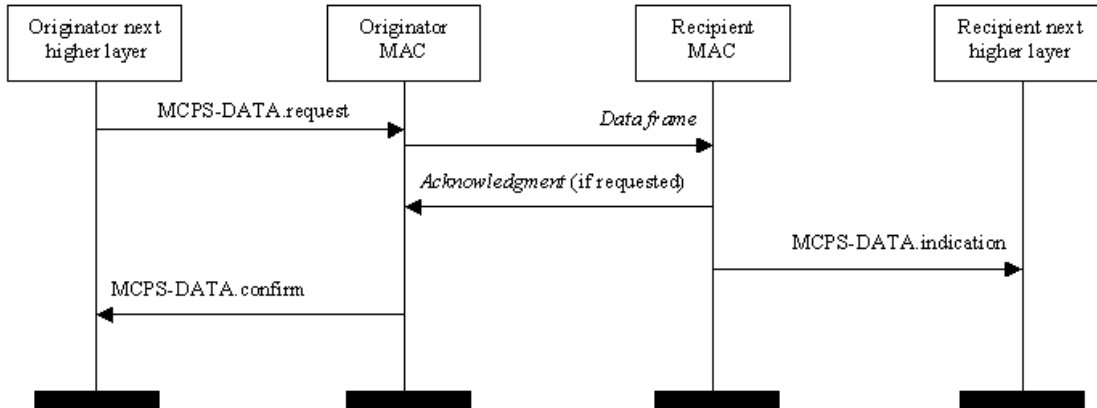 Originator next
higher layer
Originator
MAC
Recipient
MAC
Recipient next
higher layer
MCPS-DATA.request
Data frame
Acknowledgment (if requested)
MCPS-DATA.indication
MCPS-DATA.confirm